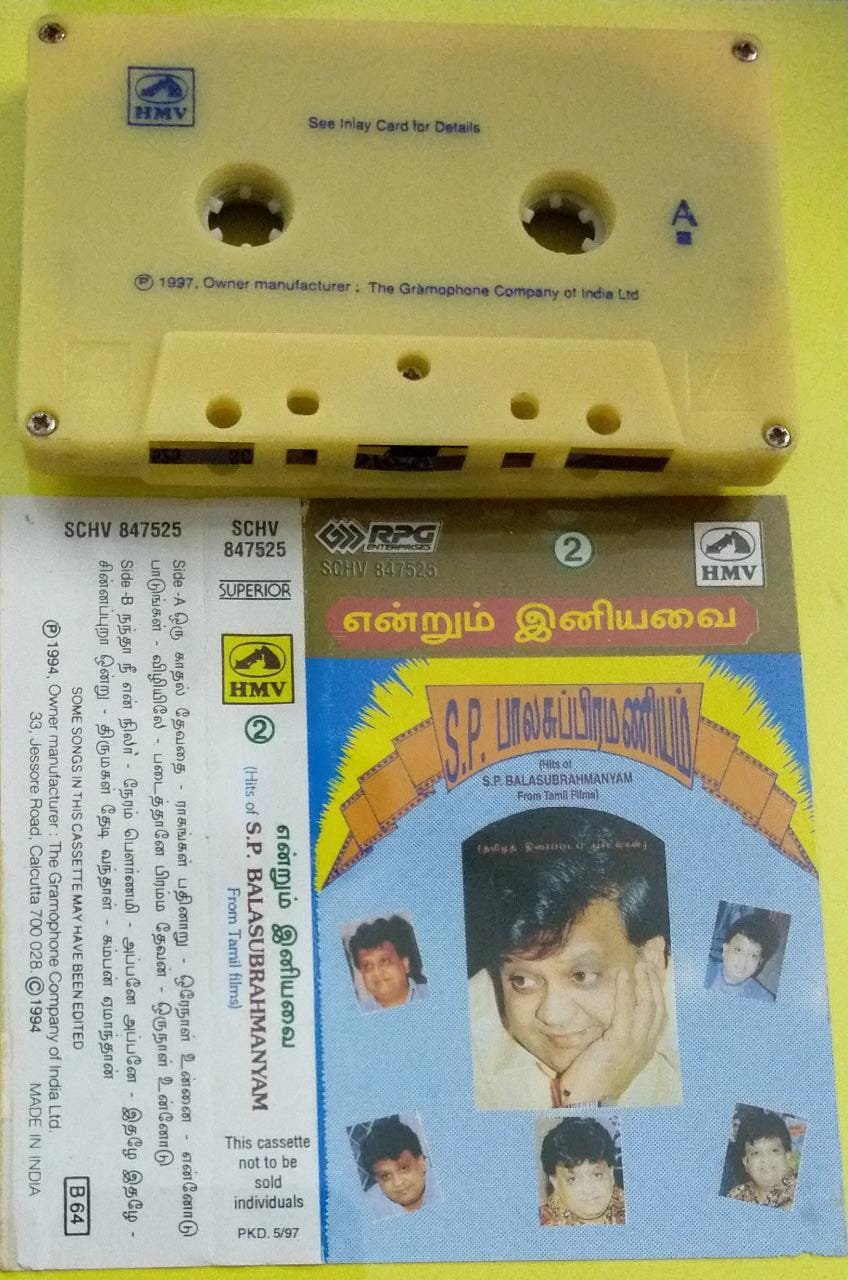 HMV
See Inlay Card for Details
A
Ⓟ 1997, Owner manufacturer : The Gramophone Company of India Ltd
SCHV 847525
Side -A ஒரு காதல் தேவதை - ராகங்கள் பதினாறு - ஒரேநாள் உன்னை - என்னோடு
பாடுங்கள் - விழியிலே - படைத்தானே பிரம்ம தேவன் - ஒருநாள் உன்னோடு
Side -B நந்தா நீ என் நிலா - நேரம் பௌர்ணமி - அப்பனே அப்பனே - இதழே இதழே -
சின்னப்புறா ஒன்று - திருமகள் தேடி வந்தாள் - கம்பன் ஏமாந்தான்
SOME SONGS IN THIS CASSETTE MAY HAVE BEEN EDITED
Ⓟ 1994, Owner manufacturer : The Gramophone Company of India Ltd.
33, Jessore Road, Calcutta 700 028. ©1994 MADE IN INDIA
B 64
SCHV
847525
SUPERIOR
HMV
2
என்றும் இனியவை
(Hits of S.P. BALASUBRAHMANYAM
From Tamil films)
This cassette
not to be
sold
individuals
PKD. 5/97
RPG
ENTERPRISES
SCHV 847525
2
HMV
என்றும் இனியவை
S.P. பாலசுப்பிரமணியம்
(Hits of
S.P. BALASUBRAHMANYAM
From Tamil Films)
(தமிழ்த் திரைப்படப் பாடல்கள்)